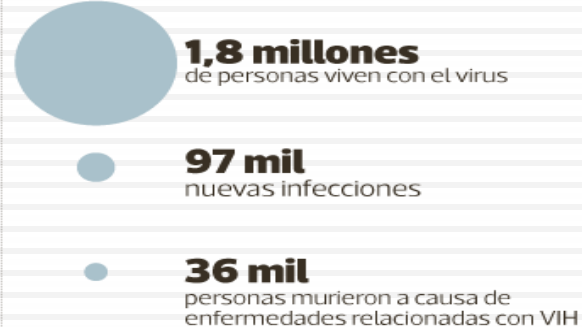 1,8 millones
de personas viven con el virus
97 mil
nuevas infecciones
36 mil
personas murieron a causa de
enfermedades relacionadas con VIH